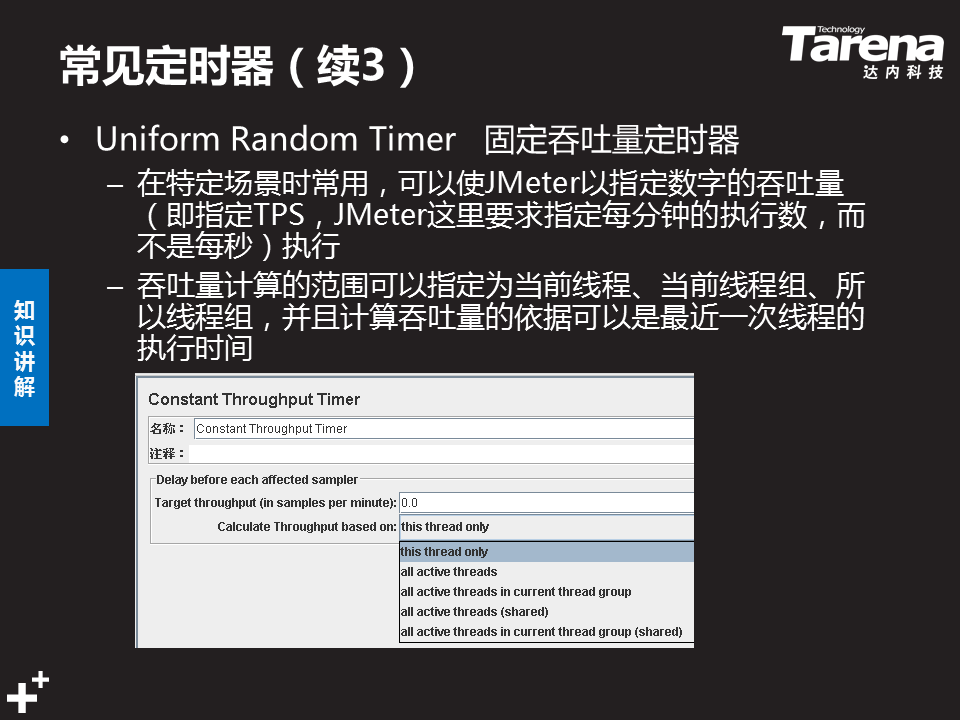 常见定时器（续3）
Technology
Tarena
达内科技
• Uniform Random Timer 固定吞吐量定时器
– 在特定场景时常用，可以使JMeter以指定数字的吞吐量
（即指定TPS，JMeter这里要求指定每分钟的执行数，而
不是每秒）执行
– 吞吐量计算的范围可以指定为当前线程、当前线程组、所
以线程组，并且计算吞吐量的依据可以是最近一次线程的
执行时间
知
识
讲
解
Constant Throughput Timer
名称： Constant Throughput Timer
注释：
Delay before each affected sampler
Target throughput (in samples per minute): 0.0
Calculate Throughput based on: this thread only
this thread only
all active threads
all active threads in current thread group
all active threads (shared)
all active threads in current thread group (shared)